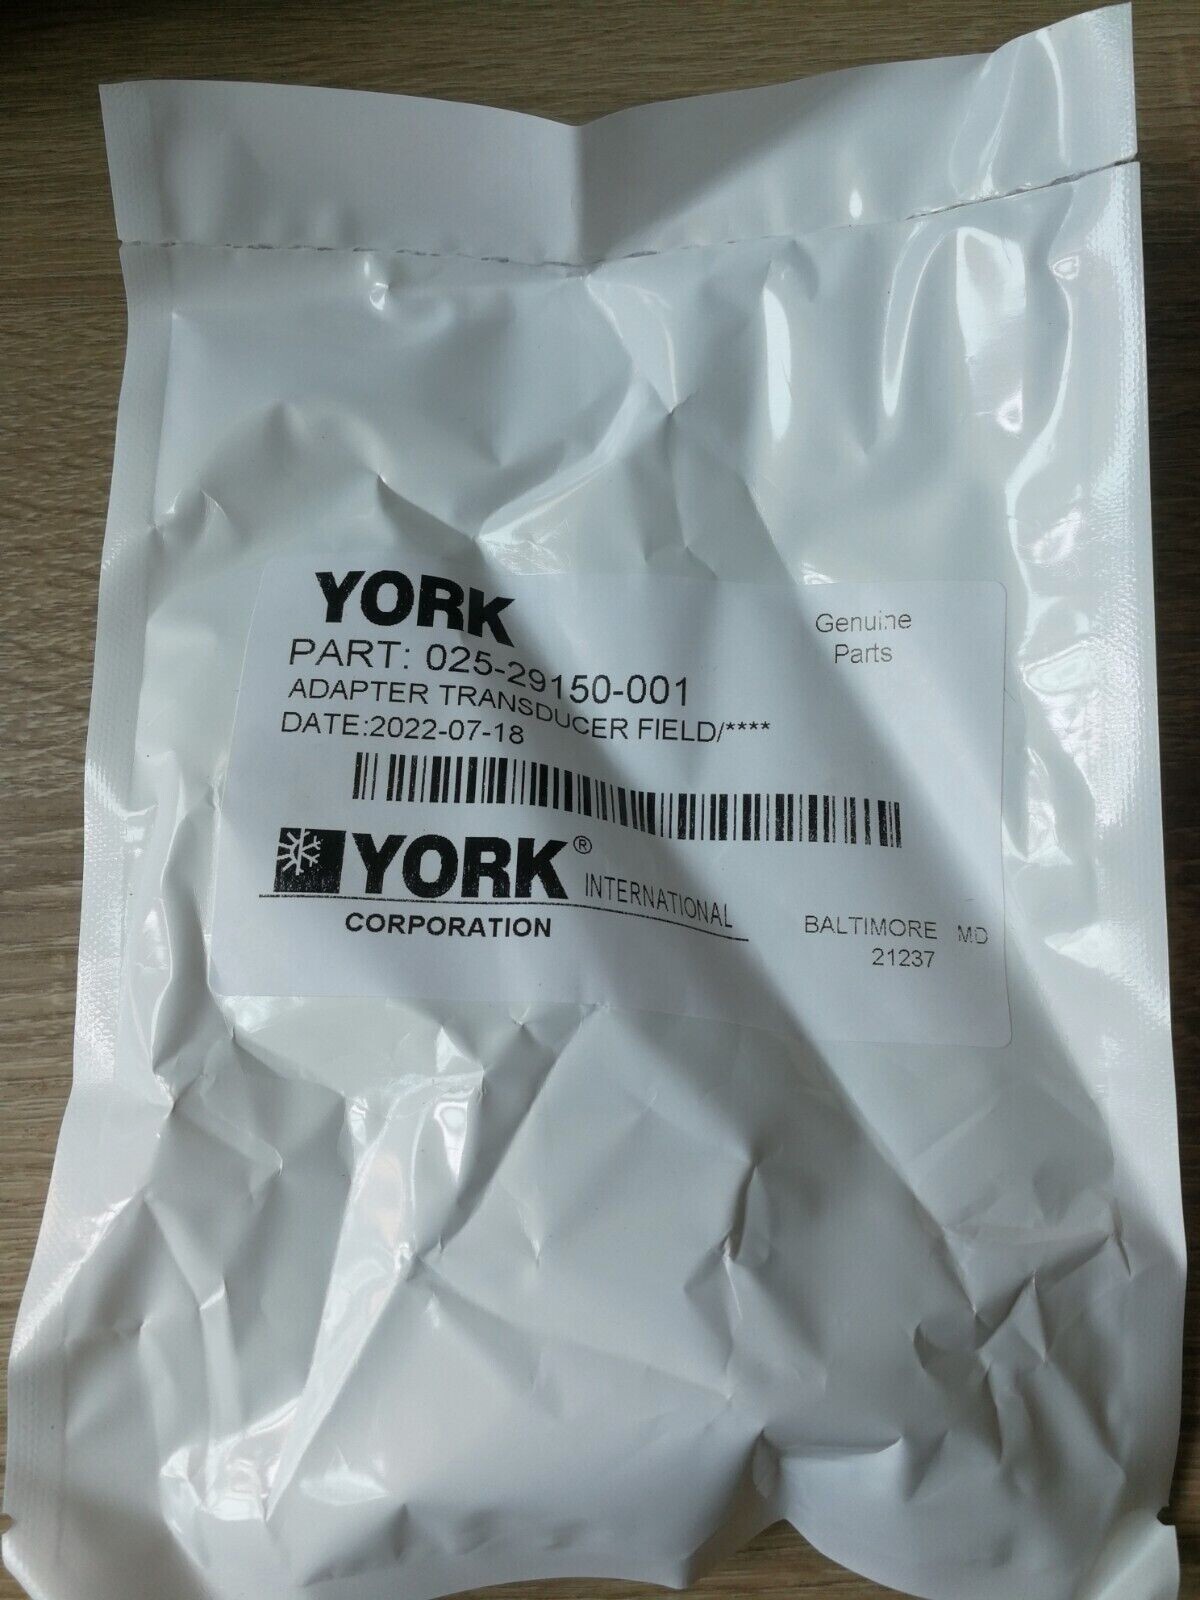 YORK
Genuine
Parts
PART: 025-29150-001
ADAPTER TRANSDUCER FIELD/****
DATE:2022-07-18
YORK® INTERNATIONAL
CORPORATION
BALTIMORE MD
21237